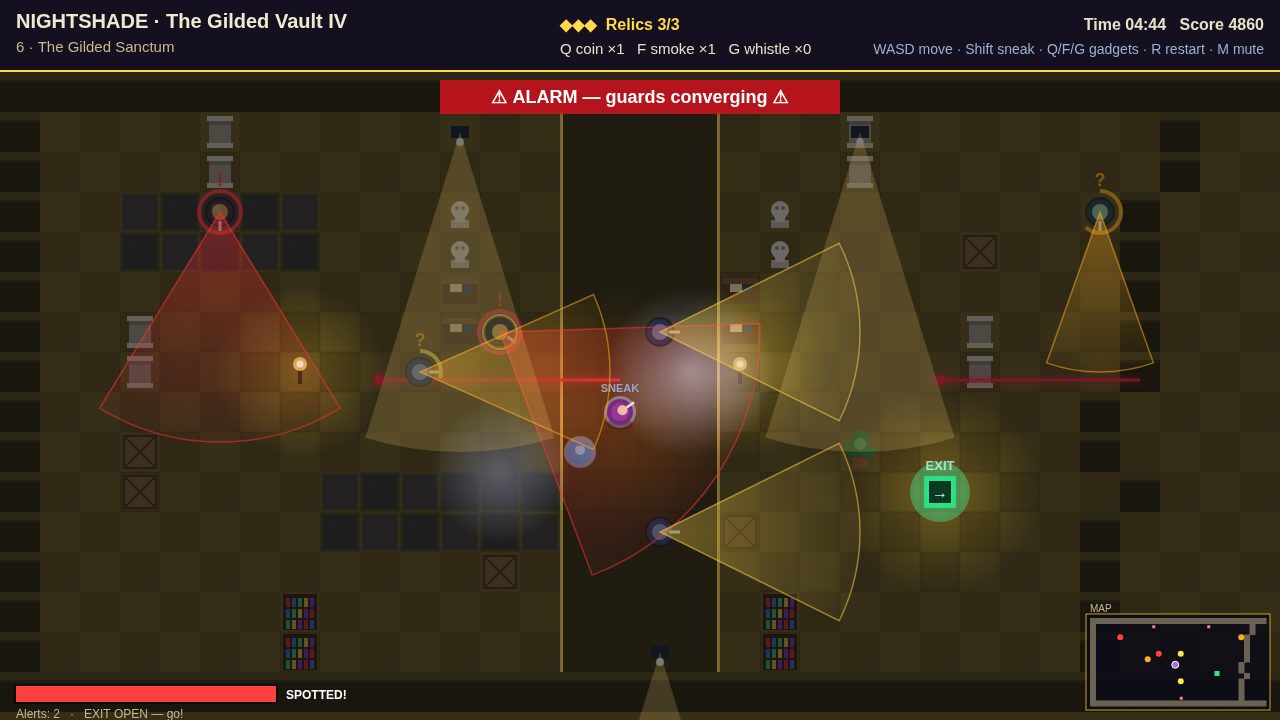 NIGHTSHADE · The Gilded Vault IV
6 · The Gilded Sanctum
◆◆◆ Relics 3/3
Q coin ×1 F smoke ×1 G whistle ×0
Time 04:44 Score 4860
WASD move · Shift sneak · Q/F/G gadgets · R restart · M mute
⚠ ALARM — guards converging ⚠
!
?
!
?
SNEAK
EXIT
→
MAP
SPOTTED!
Alerts: 2 · EXIT OPEN — go!